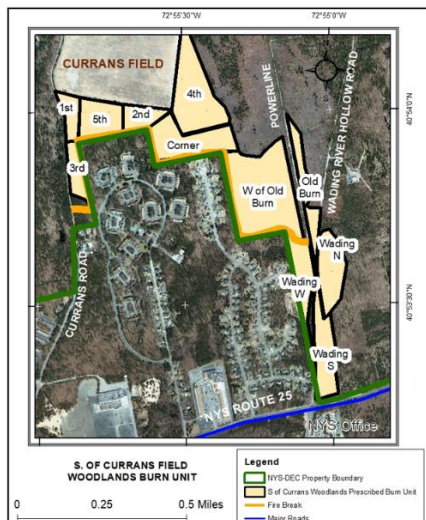 72°55'30"W
72°55'0"W
CURRANS FIELD
4th
1st
5th
2nd
Corner
3rd
W of Old
Burn
Old
Burn
POWERLINE
WADING RIVER HOLLOW ROAD
40°54'0"N
Wading
N
Wading
W
Wading
S
40°53'30"N
CURRANS ROAD
NYS ROUTE 25
NYS Office
S. OF CURRANS FIELD
WOODLANDS BURN UNIT
0 0.25 0.5 Miles
Legend
NYS-DEC Property Boundary
S of Currans Woodlands Prescribed Burn Unit
Fire Break
Major Roads